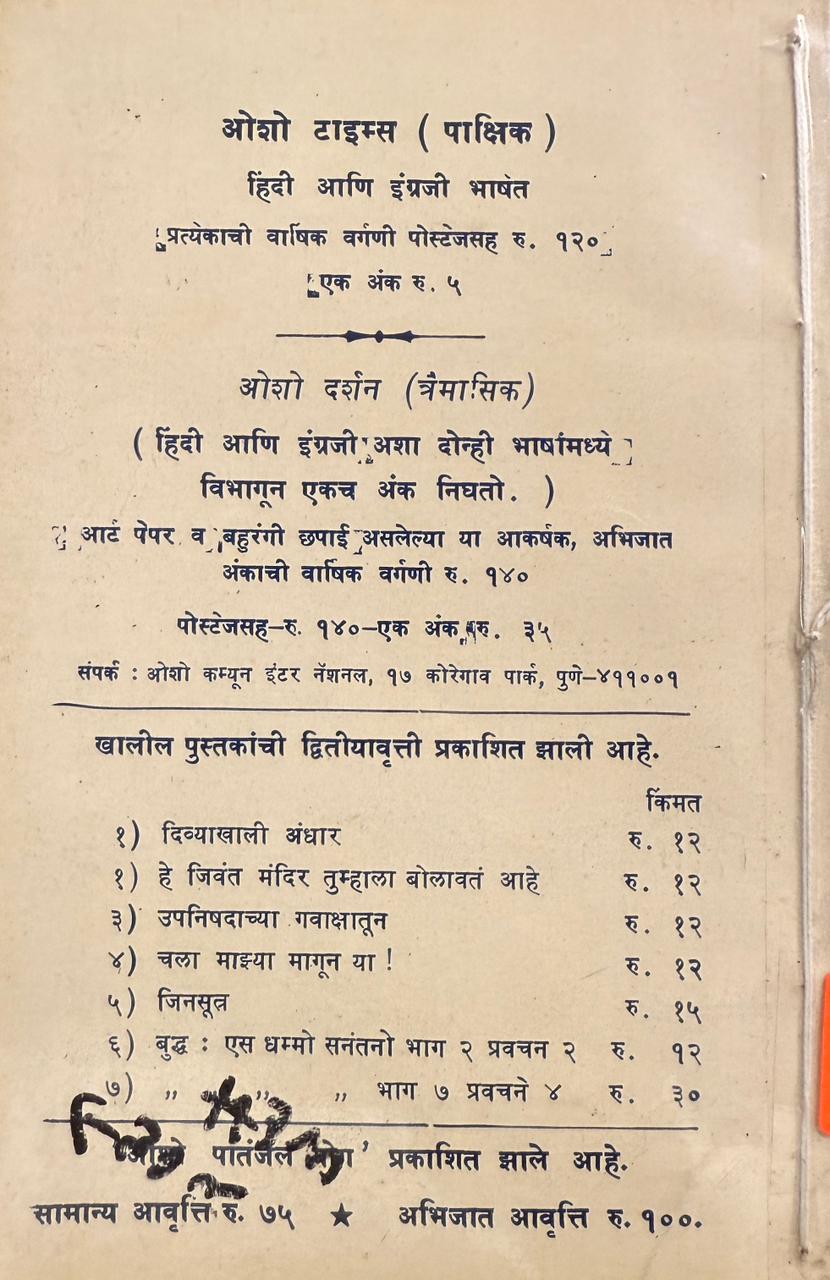 ओशो टाइम्स ( पाक्षिक )
हिंदी आणि इंग्रजी भाषेत
प्रत्येकाची वार्षिक वर्गणी पोस्टेजसह रु. १२०
एक अंक रु. ५
ओशो दर्शन (त्रैमासिक)
( हिंदी आणि इंग्रजी अशा दोन्ही भाषांमध्ये
विभागून एकच अंक निघतो. )
आर्ट पेपर व बहुरंगी छपाई असलेल्या या आकर्षक, अभिजात
अंकाची वार्षिक वर्गणी रु. १४०
पोस्टेजसह-रु. १४०-एक अंक रु. ३५
संपर्क : ओशो कम्यून इंटर नॅशनल, १७ कोरेगाव पार्क, पुणे-४११००१
खालील पुस्तकांची द्वितीयावृत्ती प्रकाशित झाली आहे.
किंमत
१) दिव्याखाली अंधार रु. १२
१) हे जिवंत मंदिर तुम्हाला बोलावतं आहे रु. १२
३) उपनिषदाच्या गवाक्षातून रु. १२
४) चला माझ्या मागून या ! रु. १२
५) जिनसूत्र रु. १५
६) बुद्ध : एस धम्मो सनंतनो भाग २ प्रवचन २ रु. १२
७) ,, ,, ,, भाग ७ प्रवचने ४ रु. ३०
पातंजल ' प्रकाशित झाले आहे.
सामान्य आवृत्ति रु. ७५ ★ अभिजात आवृत्ति रु. १००.